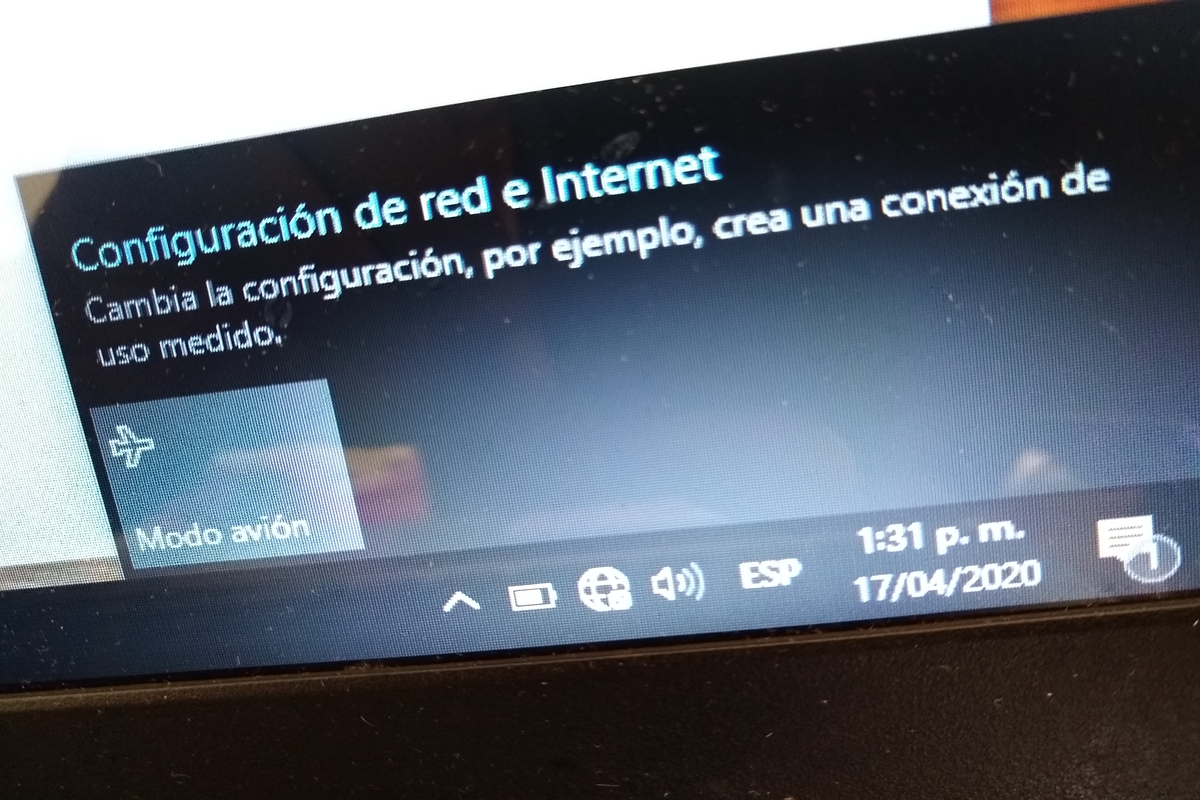 Configuración de red e Internet
Cambia la configuración, por ejemplo, crea una conexión de
uso medido.
Modo avión
ESP
1:31 p. m.
17/04/2020
1